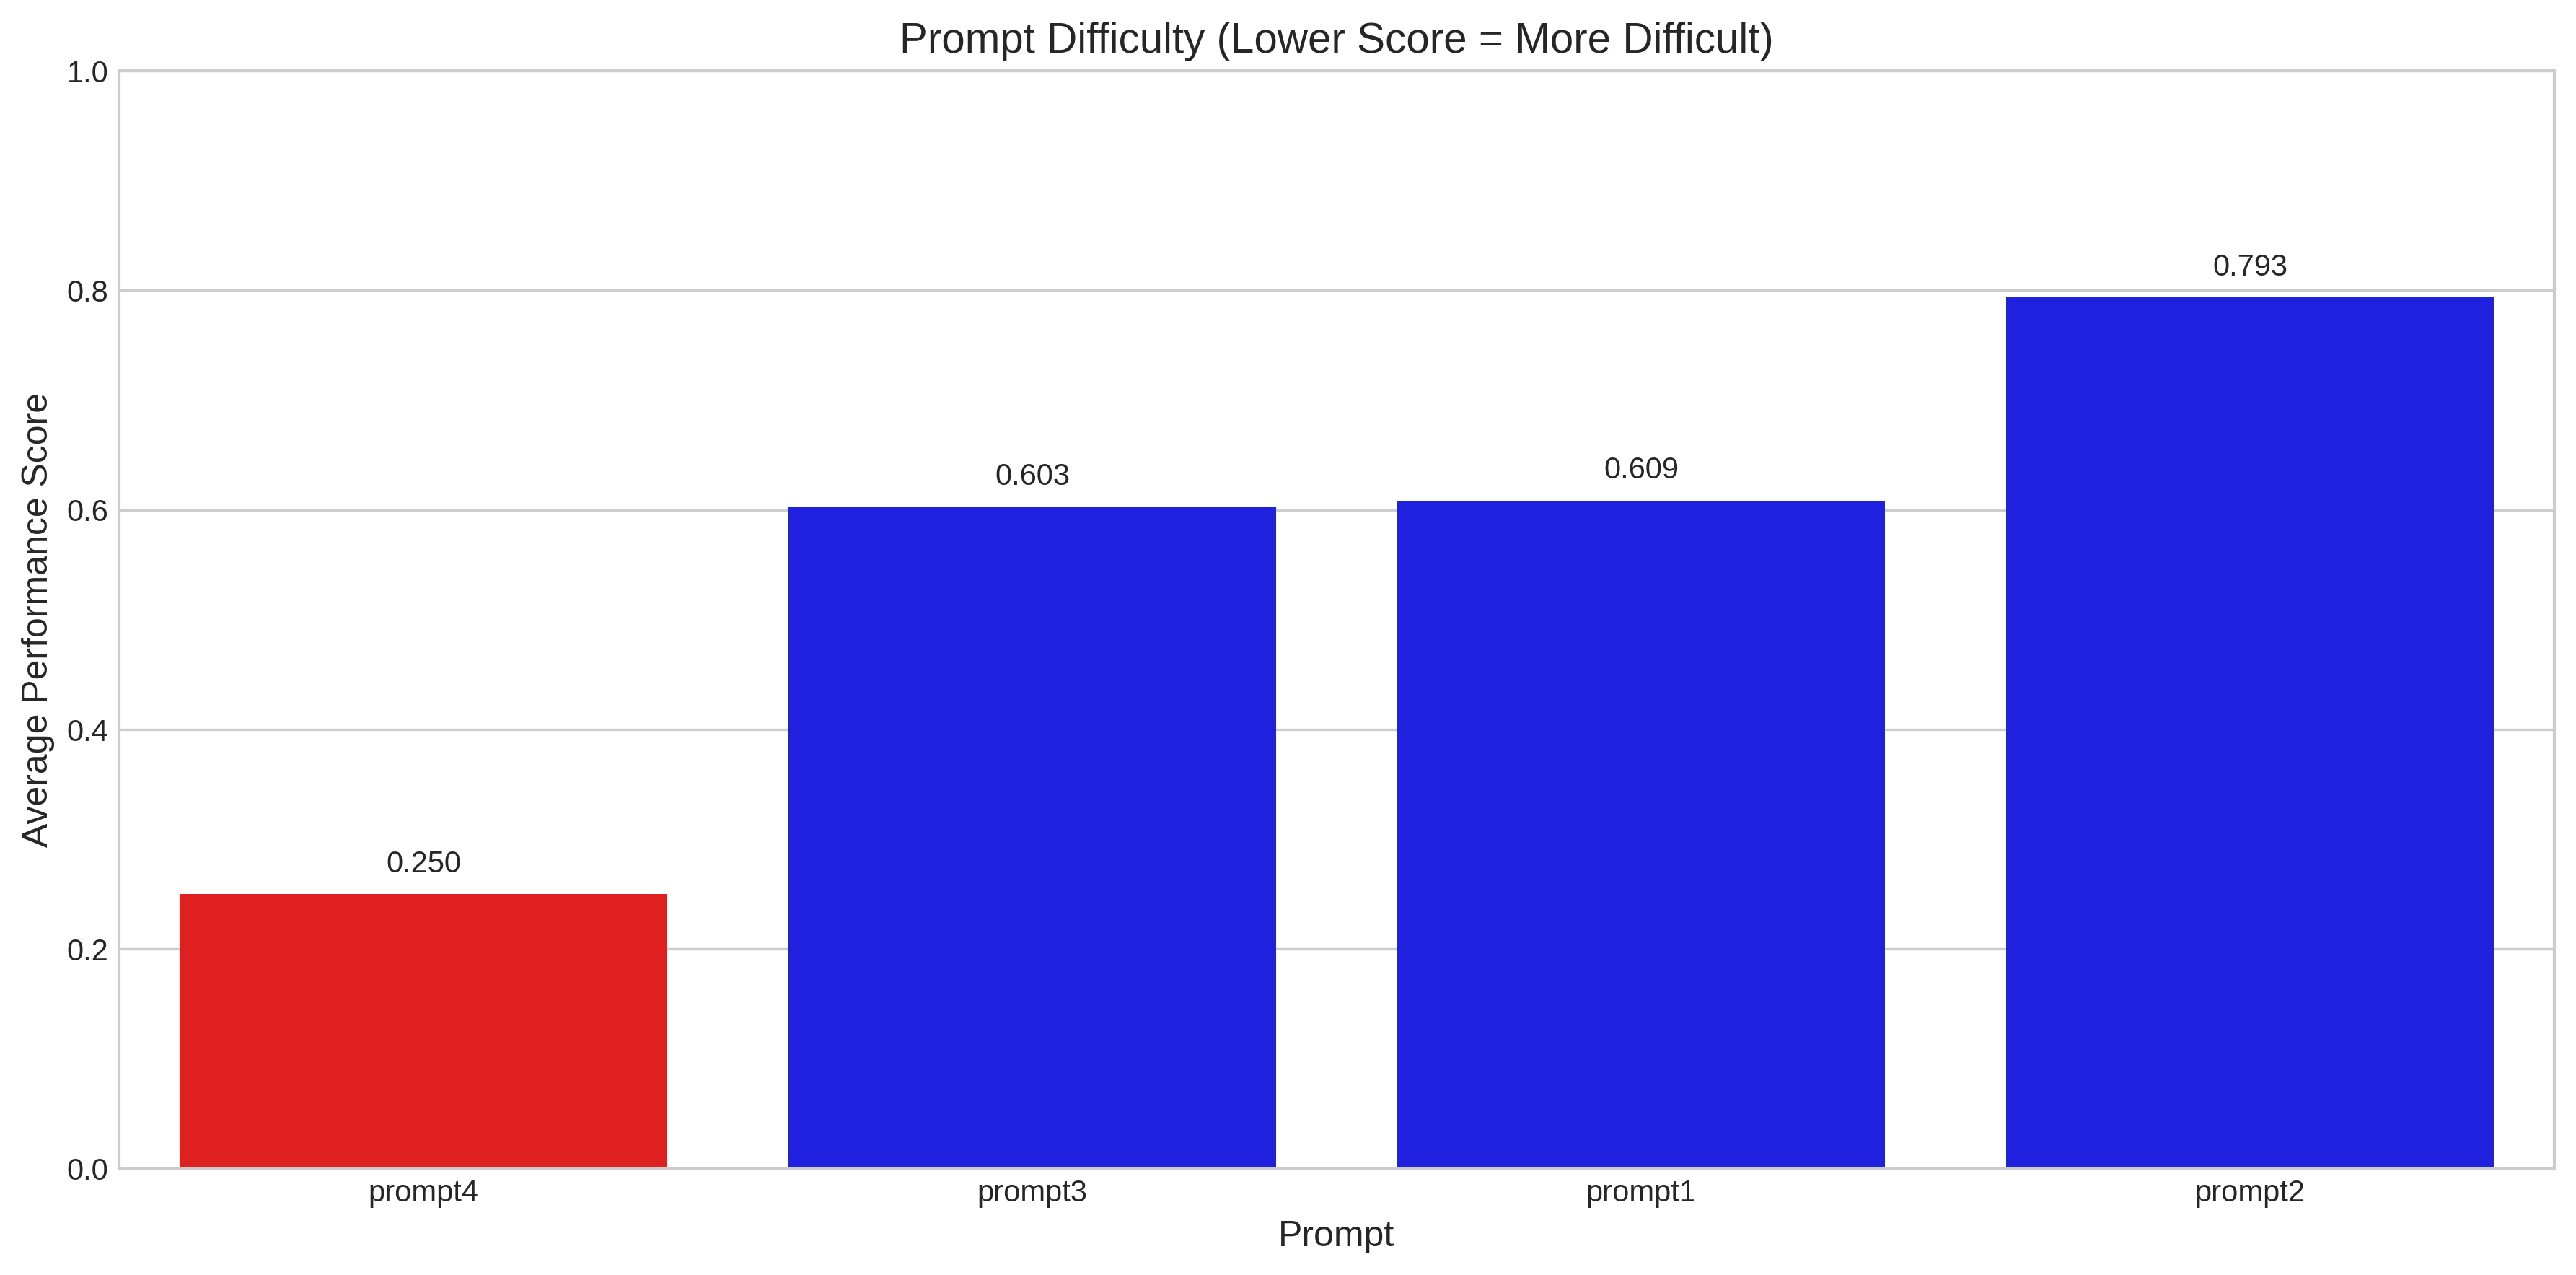 Prompt Difficulty (Lower Score = More Difficult)
Average Performance Score
1.0
0.8
0.6
0.4
0.2
0.0
0.250
0.603
0.609
0.793
prompt4
prompt3
prompt1
prompt2
Prompt